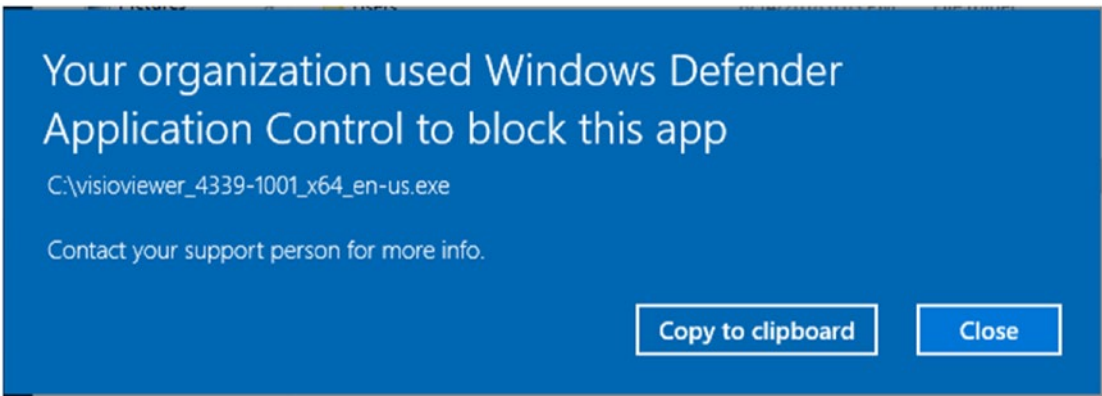 Your organization used Windows Defender
Application Control to block this app
C:\visioviewer_4339-1001_x64_en-us.exe
Contact your support person for more info.
Copy to clipboard
Close